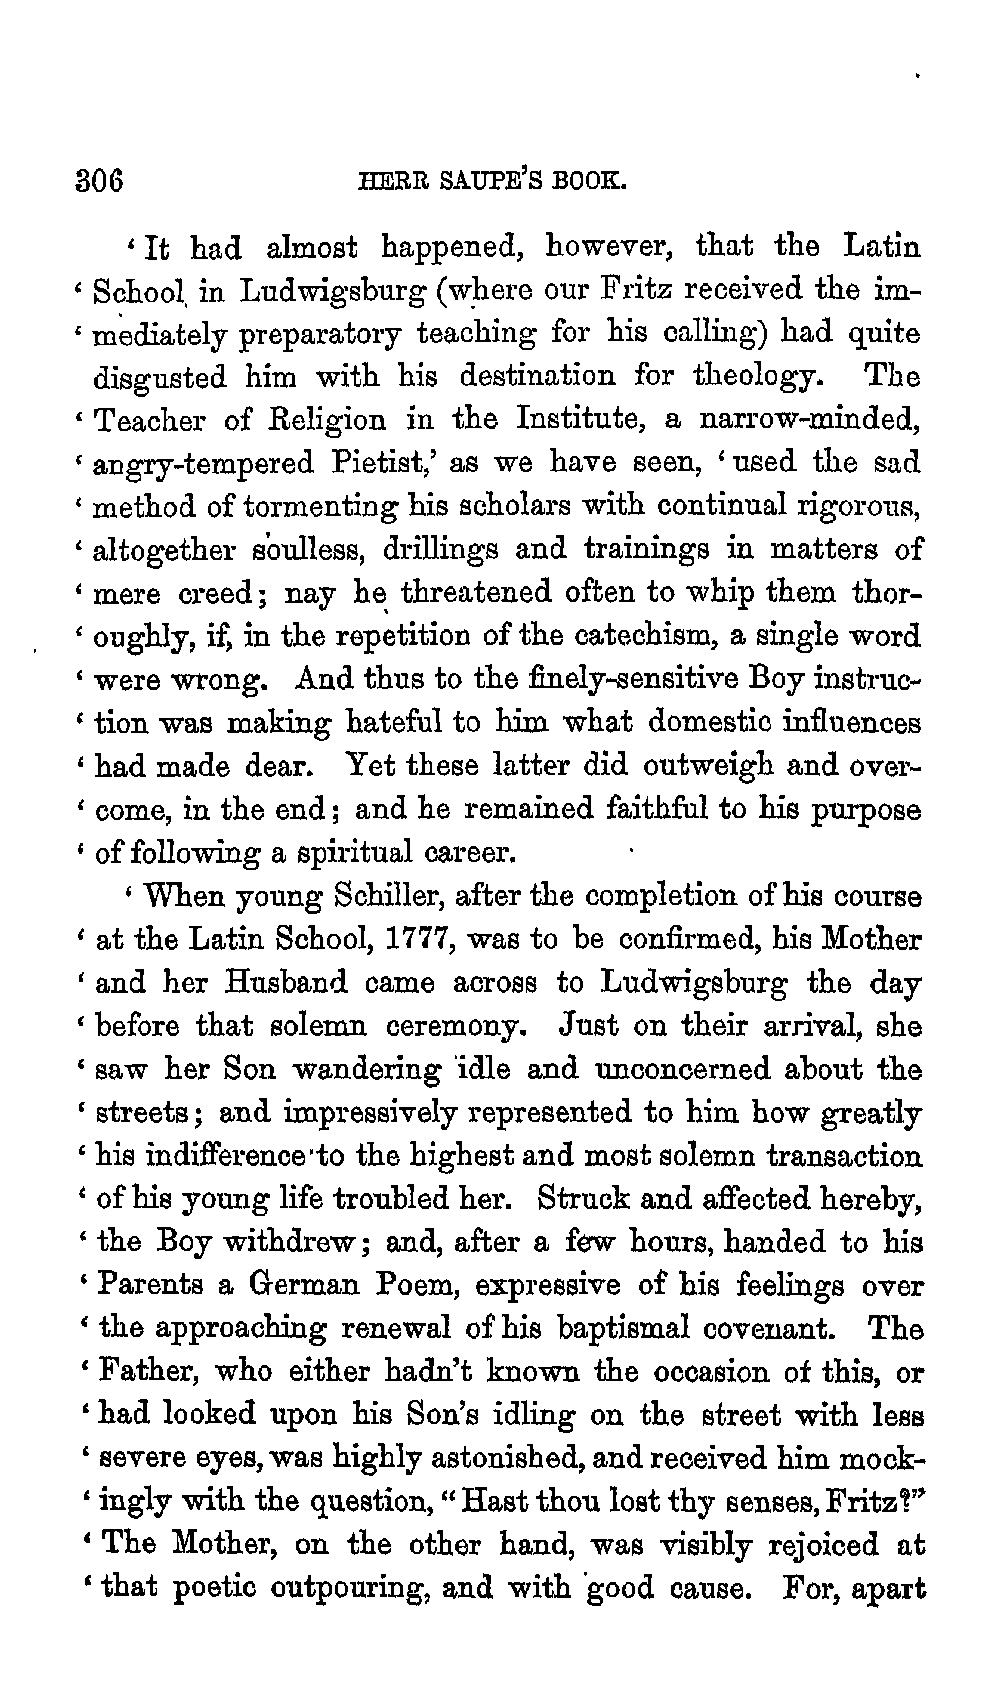 306 HERR SAUPE'S BOOK.
‘ It had almost happened, however, that the Latin
‘ School in Ludwigsburg (where our Fritz received the im-
‘ mediately preparatory teaching for his calling) had quite
disgusted him with his destination for theology. The
‘ Teacher of Religion in the Institute, a narrow-minded,
‘ angry-tempered Pietist,’ as we have seen, ‘ used the sad
‘ method of tormenting his scholars with continual rigorous,
‘ altogether soulless, drillings and trainings in matters of
‘ mere creed; nay he threatened often to whip them thor-
‘ oughly, if, in the repetition of the catechism, a single word
‘ were wrong. And thus to the finely-sensitive Boy instruc-
‘ tion was making hateful to him what domestic influences
‘ had made dear. Yet these latter did outweigh and over-
‘ come, in the end; and he remained faithful to his purpose
‘ of following a spiritual career.
‘ When young Schiller, after the completion of his course
‘ at the Latin School, 1777, was to be confirmed, his Mother
‘ and her Husband came across to Ludwigsburg the day
‘ before that solemn ceremony. Just on their arrival, she
‘ saw her Son wandering idle and unconcerned about the
‘ streets; and impressively represented to him how greatly
‘ his indifference to the highest and most solemn transaction
‘ of his young life troubled her. Struck and affected hereby,
‘ the Boy withdrew; and, after a few hours, handed to his
‘ Parents a German Poem, expressive of his feelings over
‘ the approaching renewal of his baptismal covenant. The
‘ Father, who either hadn't known the occasion of this, or
‘ had looked upon his Son's idling on the street with less
‘ severe eyes, was highly astonished, and received him mock-
‘ ingly with the question, “Hast thou lost thy senses, Fritz?”
‘ The Mother, on the other hand, was visibly rejoiced at
‘ that poetic outpouring, and with good cause. For, apart